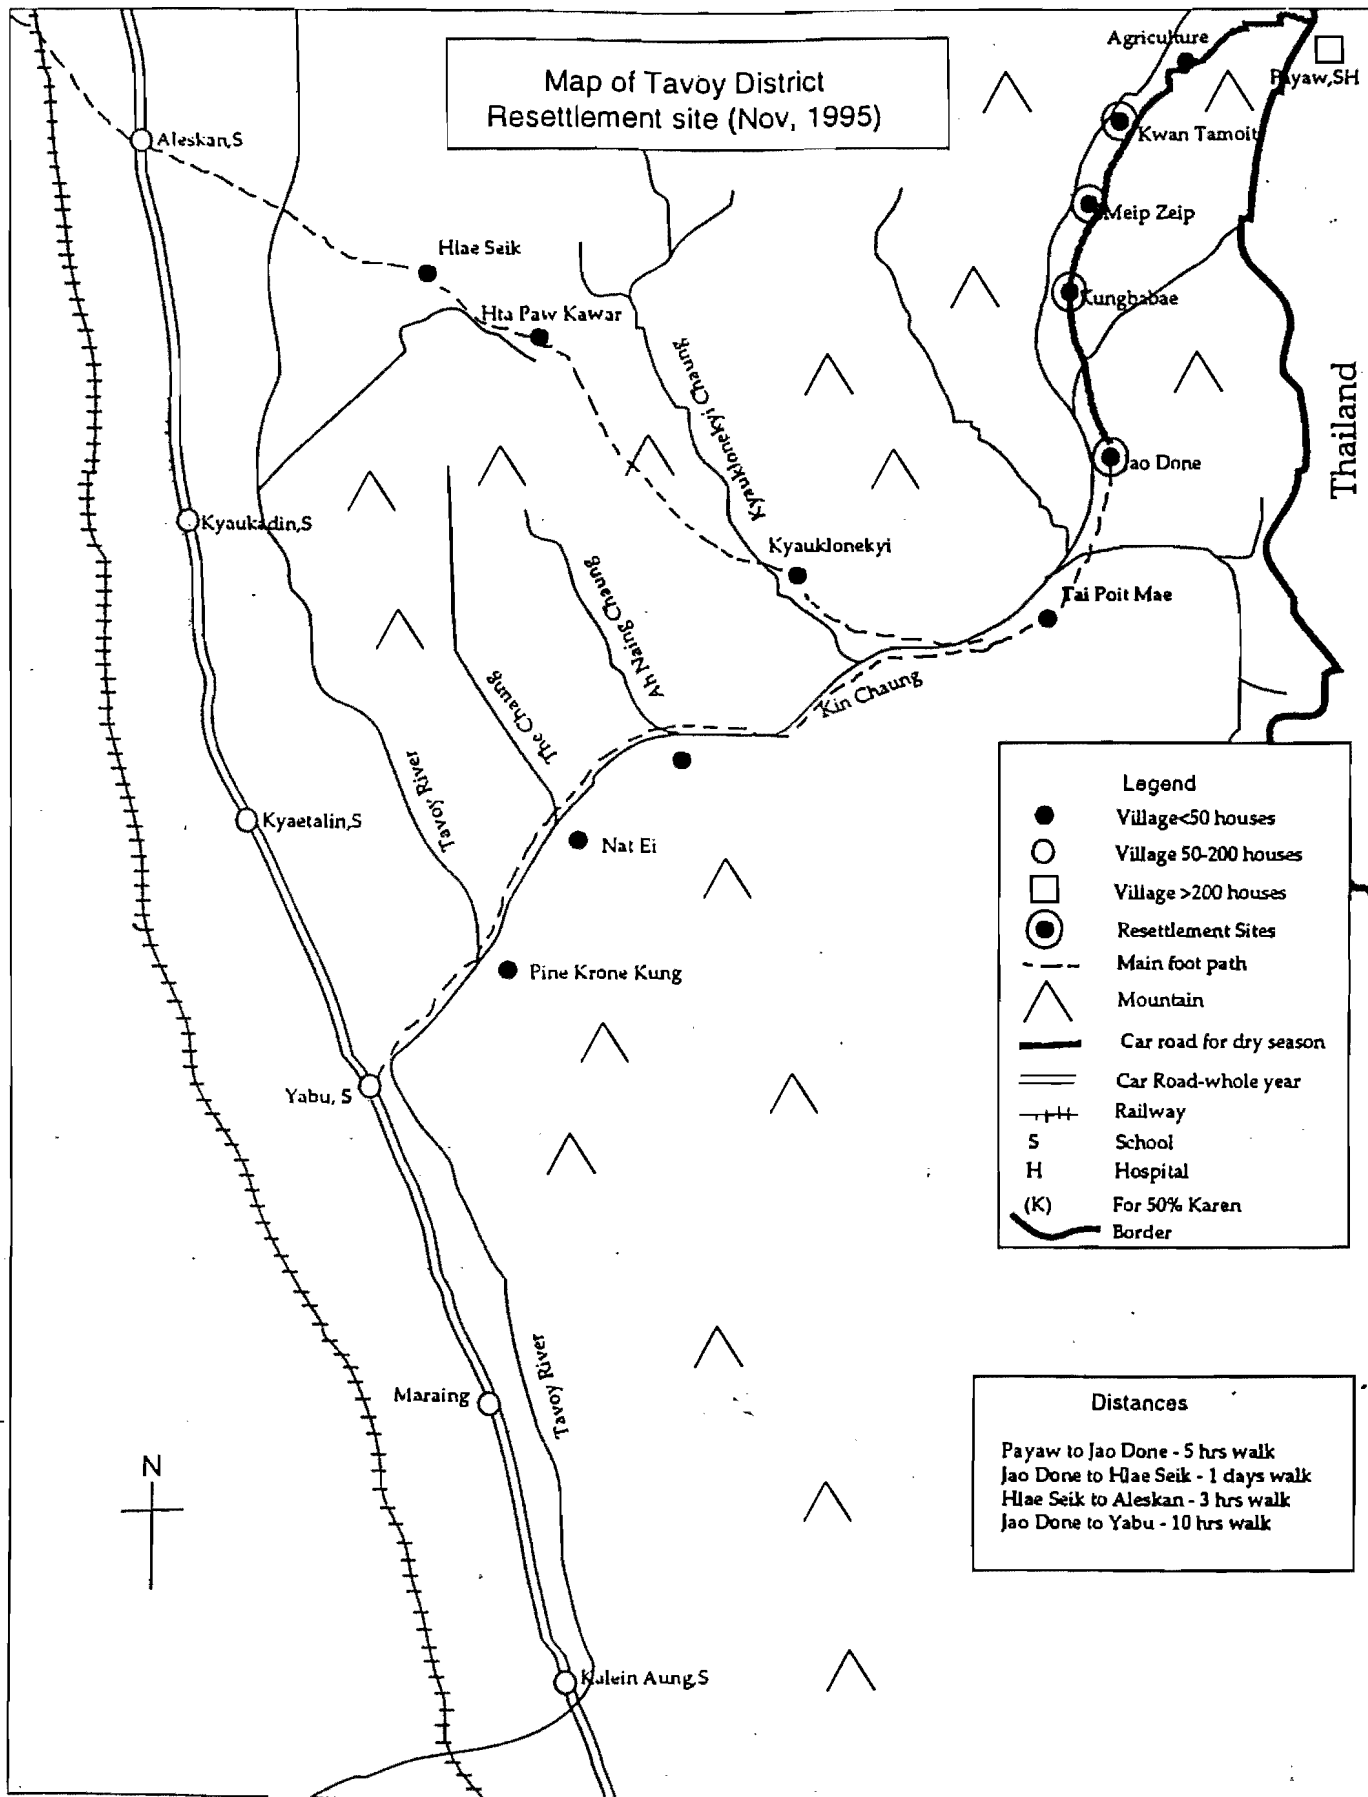 Map of Tavoy District
Resettlement site (Nov, 1995)
Agriculture
Payaw,SH
Kwan Tamoit
Aleskan,S
Meip Zeip
Hlae Seik
Kungbabae
Hta Paw Kawar
Kyauklonekyi Chaung
Thailand
Jao Done
Kyaukadin,S
Kyauklonekyi
Tai Poit Mae
Ah Naing Chaung
The Chaung
Kin Chaung
Tavoy River
Kyaetalin,S
Nat Ei
Pine Krone Kung
Yabu, S
Maraing
Tavoy River
Kalein Aung,S
N
Legend
Village<50 houses
Village 50-200 houses
Village >200 houses
Resettlement Sites
Main foot path
Mountain
Car road for dry season
Car Road-whole year
Railway
S School
H Hospital
(K) For 50% Karen
Border
Distances
Payaw to Jao Done - 5 hrs walk
Jao Done to Hlae Seik - 1 days walk
Hlae Seik to Aleskan - 3 hrs walk
Jao Done to Yabu - 10 hrs walk